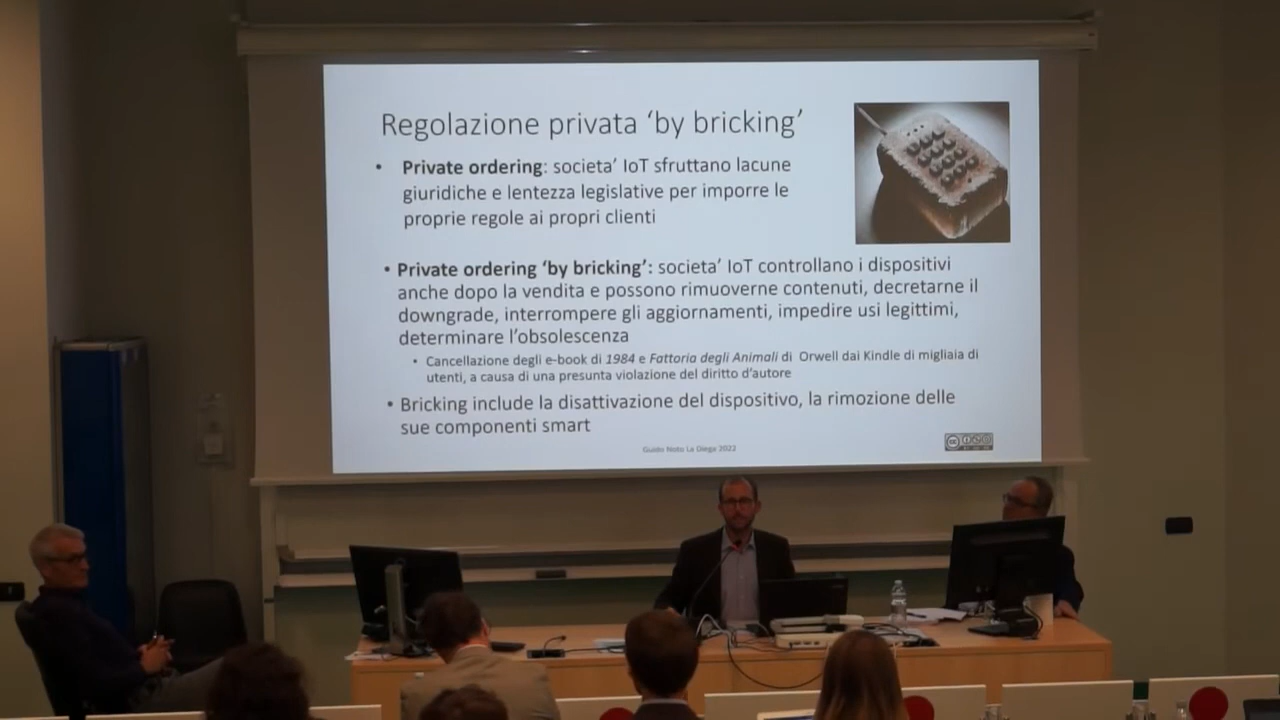 Regolazione privata ‘by bricking’
• Private ordering: societa’ IoT sfruttano lacune
giuridiche e lentezza legislative per imporre le
proprie regole ai propri clienti
• Private ordering ‘by bricking’: societa’ IoT controllano i dispositivi
anche dopo la vendita e possono rimuoverne contenuti, decretarne il
downgrade, interrompere gli aggiornamenti, impedire usi legittimi,
determinare l’obsolescenza
• Cancellazione degli e-book di 1984 e Fattoria degli Animali di Orwell dai Kindle di migliaia di
utenti, a causa di una presunta violazione del diritto d’autore
• Bricking include la disattivazione del dispositivo, la rimozione delle
sue componenti smart
Guido Noto La Diega 2022